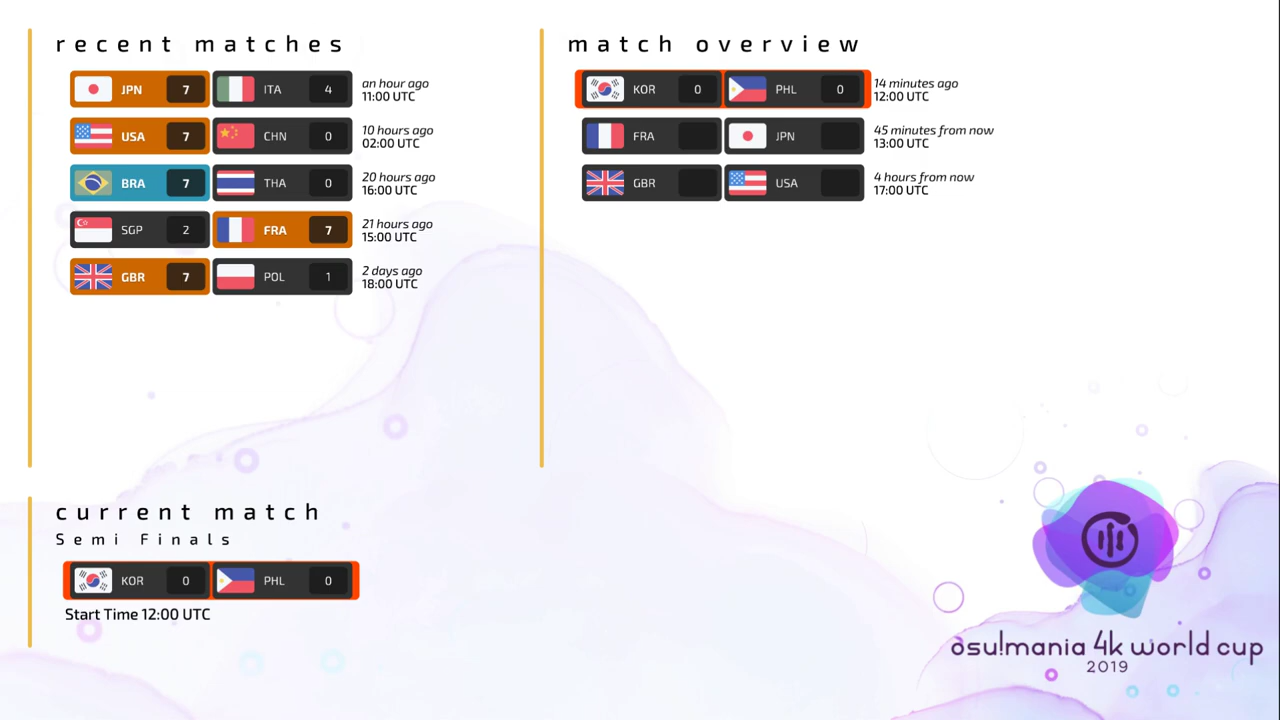 recent matches
JPN 7 ITA 4 an hour ago
11:00 UTC
USA 7 CHN 0 10 hours ago
02:00 UTC
BRA 7 THA 0 20 hours ago
16:00 UTC
SGP 2 FRA 7 21 hours ago
15:00 UTC
GBR 7 POL 1 2 days ago
18:00 UTC
match overview
KOR 0 PHL 0 14 minutes ago
12:00 UTC
FRA JPN 45 minutes from now
13:00 UTC
GBR USA 4 hours from now
17:00 UTC
current match
Semi Finals
KOR 0 PHL 0
Start Time 12:00 UTC
osu!mania 4k world cup
2019